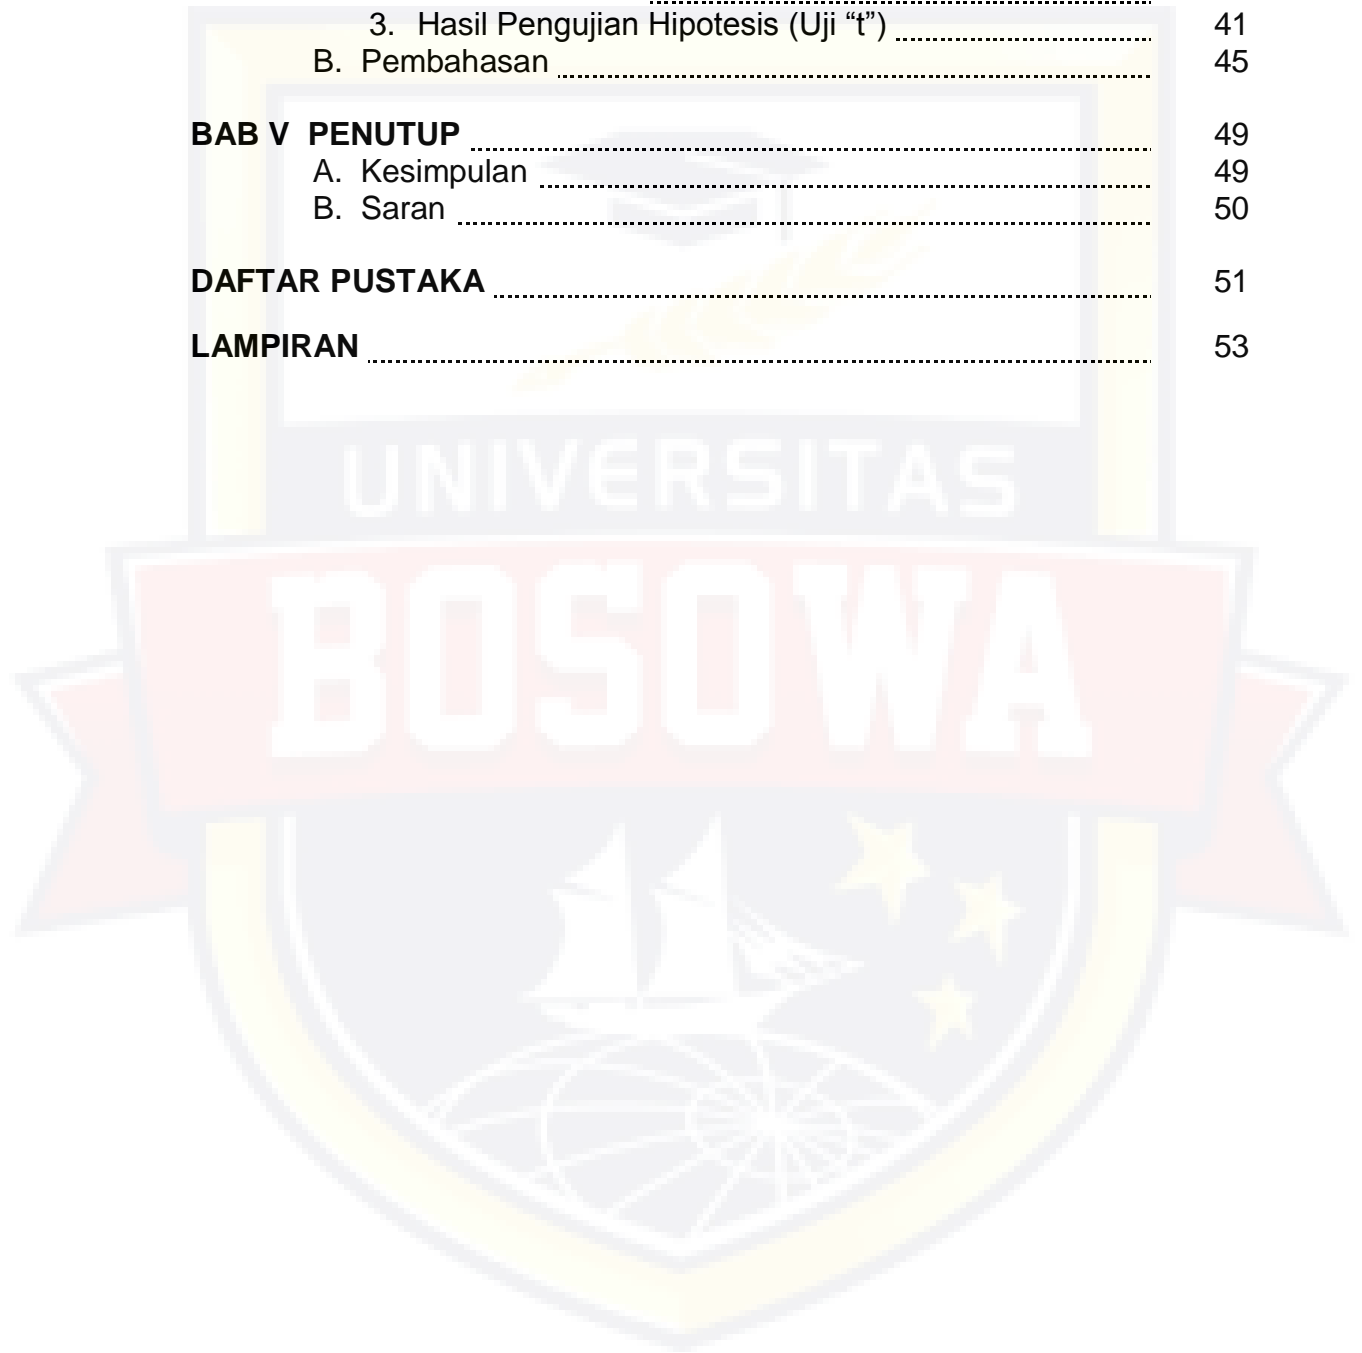 3. Hasil Pengujian Hipotesis (Uji “t”) 41
B. Pembahasan 45
BAB V PENUTUP 49
A. Kesimpulan 49
B. Saran 50
DAFTAR PUSTAKA 51
LAMPIRAN 53
UNIVERSITAS
BOSOWA